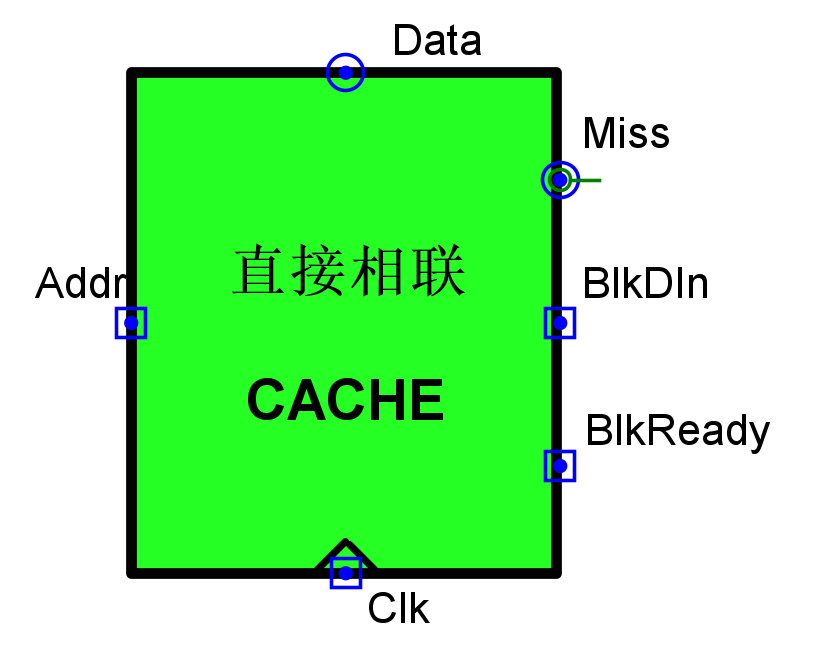 Data
Miss
直接相联
Addr
BlkDIn
CACHE
BlkReady
Clk